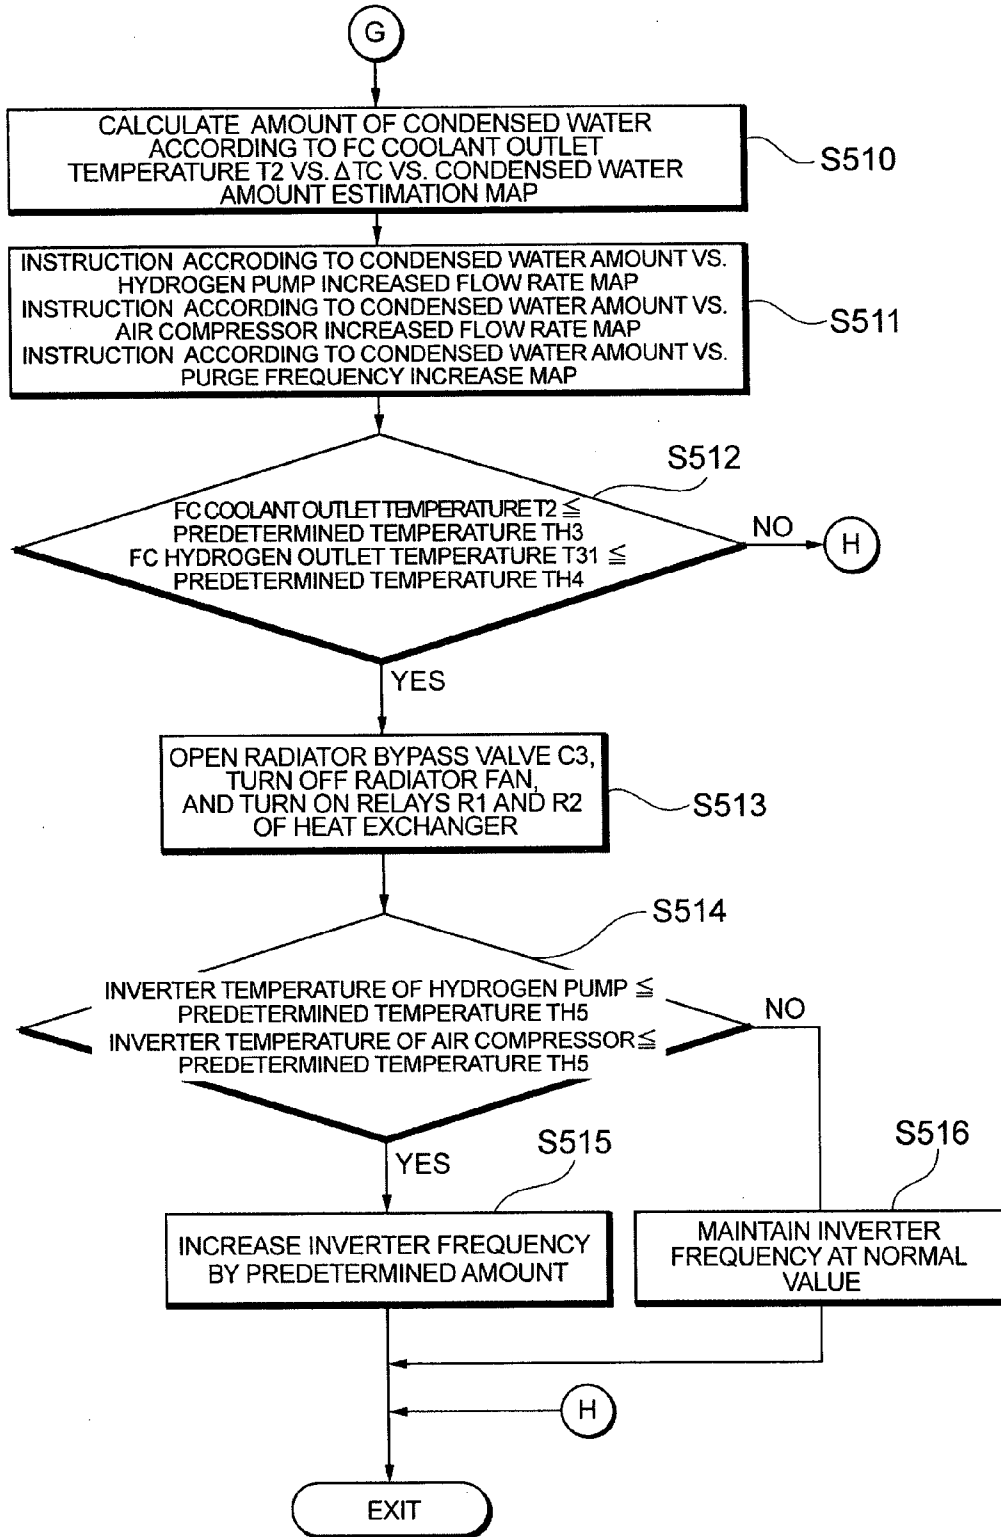 G
CALCULATE AMOUNT OF CONDENSED WATER
ACCORDING TO FC COOLANT OUTLET
TEMPERATURE T2 VS. ΔTC VS. CONDENSED WATER
AMOUNT ESTIMATION MAP
S510
INSTRUCTION ACCRODING TO CONDENSED WATER AMOUNT VS.
HYDROGEN PUMP INCREASED FLOW RATE MAP
INSTRUCTION ACCORDING TO CONDENSED WATER AMOUNT VS.
AIR COMPRESSOR INCREASED FLOW RATE MAP
INSTRUCTION ACCORDING TO CONDENSED WATER AMOUNT VS.
PURGE FREQUENCY INCREASE MAP
S511
S512
FC COOLANT OUTLET TEMPERATURE T2 ≦
PREDETERMINED TEMPERATURE TH3
FC HYDROGEN OUTLET TEMPERATURE T31 ≦
PREDETERMINED TEMPERATURE TH4
NO
H
YES
OPEN RADIATOR BYPASS VALVE C3,
TURN OFF RADIATOR FAN,
AND TURN ON RELAYS R1 AND R2
OF HEAT EXCHANGER
S513
S514
INVERTER TEMPERATURE OF HYDROGEN PUMP ≦
PREDETERMINED TEMPERATURE TH5
INVERTER TEMPERATURE OF AIR COMPRESSOR ≦
PREDETERMINED TEMPERATURE TH5
NO
YES
S515
S516
INCREASE INVERTER FREQUENCY
BY PREDETERMINED AMOUNT
MAINTAIN INVERTER
FREQUENCY AT NORMAL
VALUE
H
EXIT